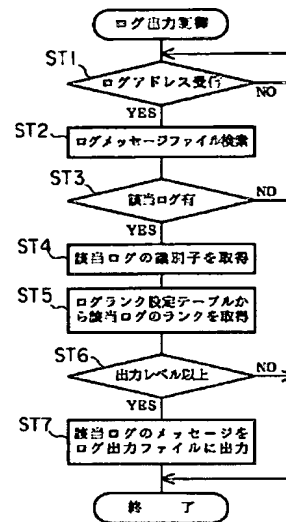 ログ出力制御
ST1
ログアドレス受信
NO
YES
ST2
ログメッセージファイル検索
ST3
該当ログ有
NO
YES
ST4
該当ログの識別子を取得
ST5
ログランク設定テーブルか
ら該当ログのランクを取得
ST6
出力レベル以上
NO
YES
ST7
該当ログのメッセージを
ログ出力ファイルに出力
終 了